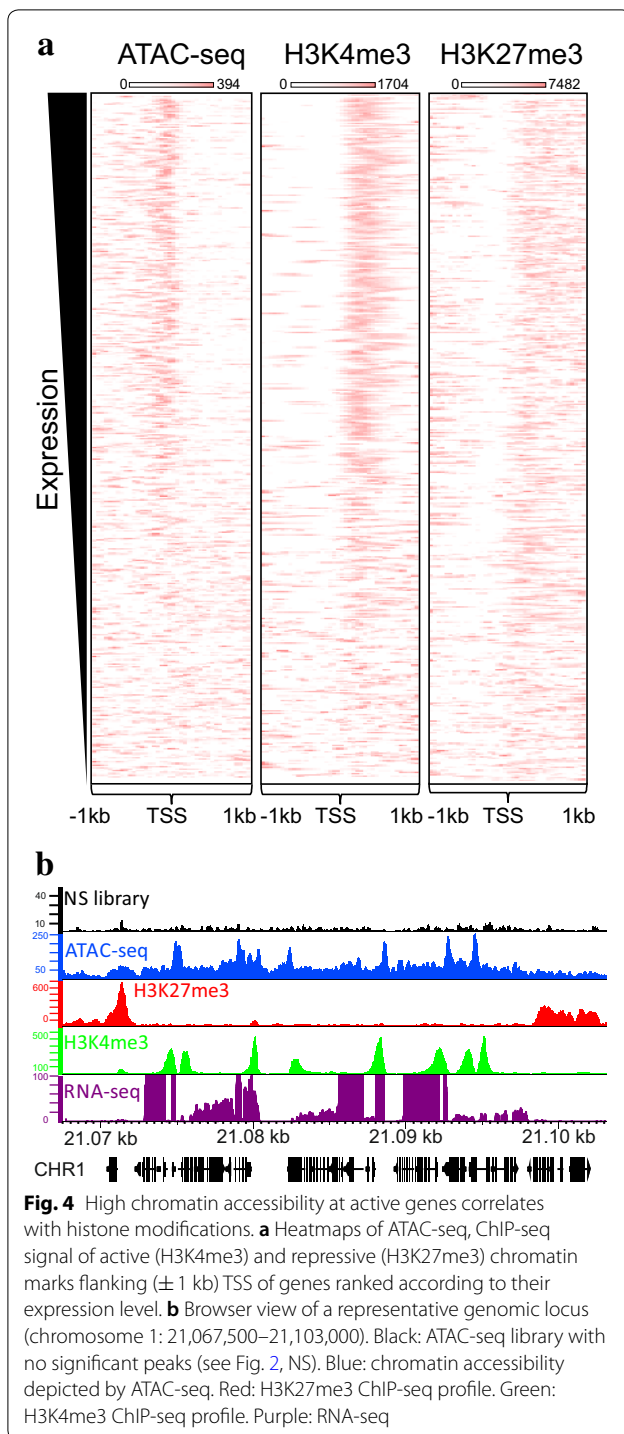 a
ATAC-seq H3K4me3 H3K27me3
0 394 0 1704 0 7482
Expression
-1kb TSS 1kb -1kb TSS 1kb -1kb TSS 1kb
b
40
10
NS library
250
50
ATAC-seq
600
0
H3K27me3
500
100
H3K4me3
100
0
RNA-seq
21.07 kb 21.08 kb 21.09 kb 21.10 kb
CHR1
Fig. 4 High chromatin accessibility at active genes correlates
with histone modifications. a Heatmaps of ATAC-seq, ChIP-seq
signal of active (H3K4me3) and repressive (H3K27me3) chromatin
marks flanking (± 1 kb) TSS of genes ranked according to their
expression level. b Browser view of a representative genomic locus
(chromosome 1: 21,067,500–21,103,000). Black: ATAC-seq library with
no significant peaks (see Fig. 2, NS). Blue: chromatin accessibility
depicted by ATAC-seq. Red: H3K27me3 ChIP-seq profile. Green:
H3K4me3 ChIP-seq profile. Purple: RNA-seq